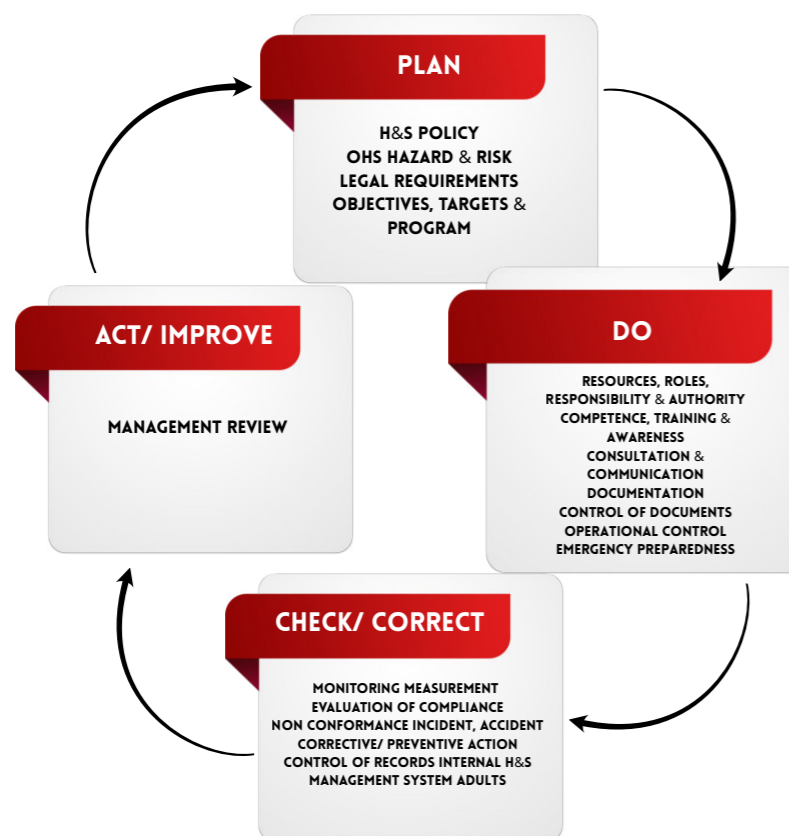 PLAN
H&S POLICY
OHS HAZARD & RISK
LEGAL REQUIREMENTS
OBJECTIVES, TARGETS &
PROGRAM
DO
RESOURCES, ROLES,
RESPONSIBILITY & AUTHORITY
COMPETENCE, TRAINING &
AWARENESS
CONSULTATION &
COMMUNICATION
DOCUMENTATION
CONTROL OF DOCUMENTS
OPERATIONAL CONTROL
EMERGENCY PREPAREDNESS
CHECK/ CORRECT
MONITORING MEASUREMENT
EVALUATION OF COMPLIANCE
NON CONFORMANCE INCIDENT, ACCIDENT
CORRECTIVE/ PREVENTIVE ACTION
CONTROL OF RECORDS INTERNAL H&S
MANAGEMENT SYSTEM ADULTS
ACT/ IMPROVE
MANAGEMENT REVIEW